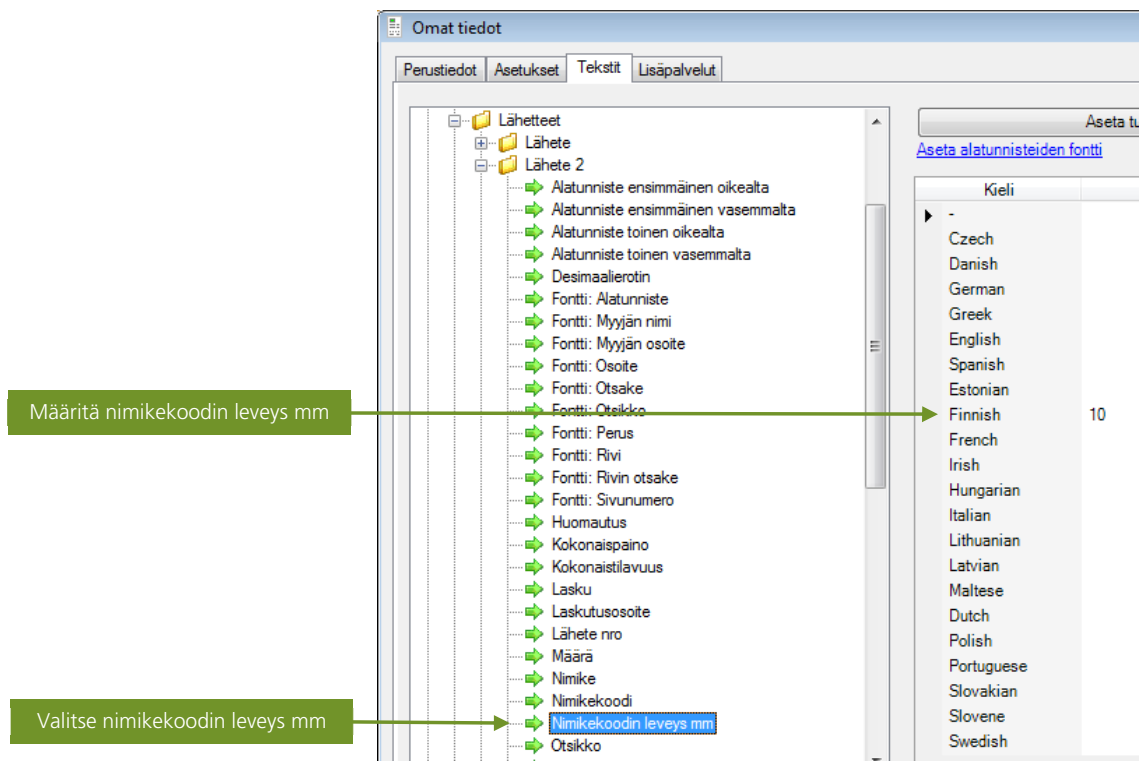 Omat tiedot
Perustiedot Asetukset Tekstit Lisäpalvelut
Lähetteet
Lähete
Lähete 2
Alatunniste ensimmäinen oikealta
Alatunniste ensimmäinen vasemmalta
Alatunniste toinen oikealta
Alatunniste toinen vasemmalta
Desimaalierotin
Fontti: Alatunniste
Fontti: Myyjän nimi
Fontti: Myyjän osoite
Fontti: Osoite
Fontti: Otsake
Fontti: Otsikko
Fontti: Perus
Fontti: Rivi
Fontti: Rivin otsake
Fontti: Sivunumero
Huomautus
Kokonaispaino
Kokonaistilavuus
Lasku
Laskutusosoite
Lähete nro
Määrä
Nimike
Nimikekoodi
Nimikekoodin leveys mm
Otsikko
Aseta tu
Aseta alatunnisteiden fontti
Kieli
-
Czech
Danish
German
Greek
English
Spanish
Estonian
Finnish 10
French
Irish
Hungarian
Italian
Lithuanian
Latvian
Maltese
Dutch
Polish
Portuguese
Slovakian
Slovene
Swedish
Määritä nimikekoodin leveys mm
Valitse nimikekoodin leveys mm